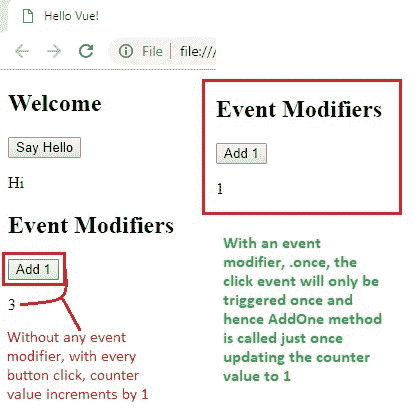 Hello Vue!
File
file:///
Welcome
Say Hello
Hi
Event Modifiers
Add 1
3
Without any event
modifier, with every
button click, counter
value increments by 1
Event Modifiers
Add 1
1
With an event
modifier, .once, the
click event will only be
triggered once and
hence AddOne method
is called just once
updating the counter
value to 1